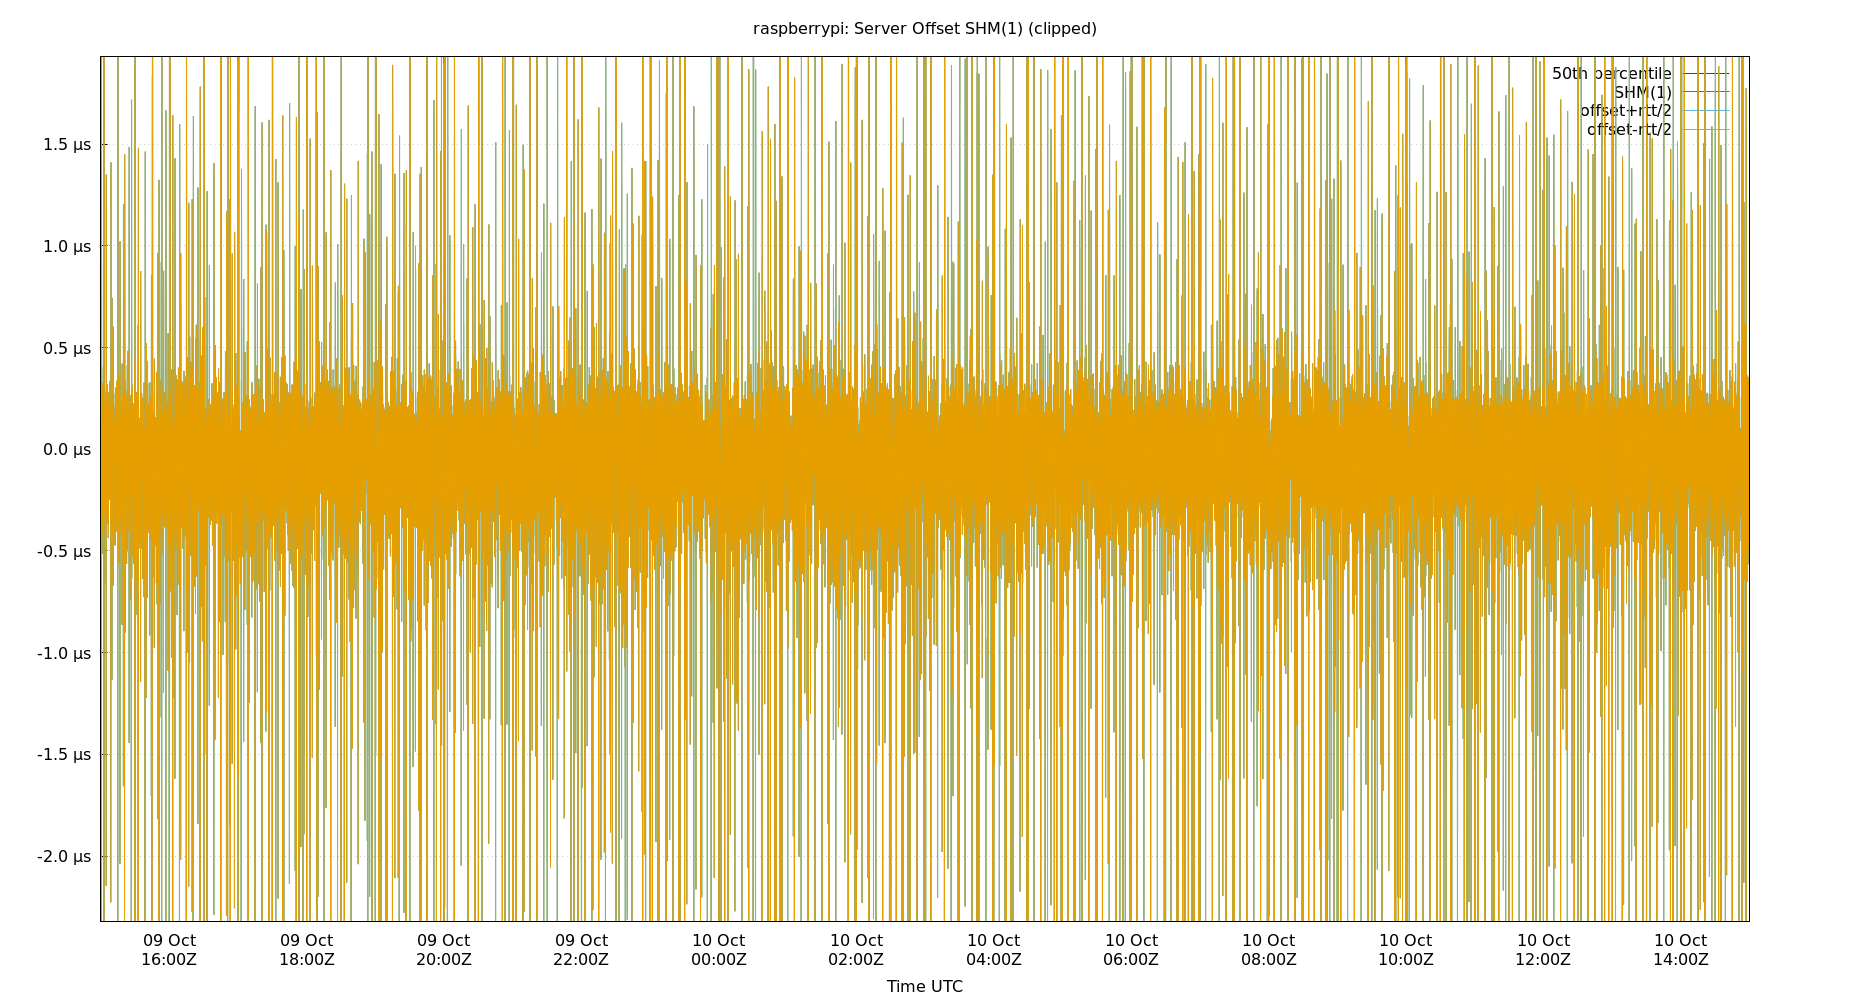 raspberrypi: Server Offset SHM(1) (clipped)
50th percentile
SHM(1)
offset+rtt/2
offset-rtt/2
1.5 µs
1.0 µs
0.5 µs
0.0 µs
-0.5 µs
-1.0 µs
-1.5 µs
-2.0 µs
09 Oct 09 Oct 09 Oct 09 Oct 10 Oct 10 Oct 10 Oct 10 Oct 10 Oct 10 Oct 10 Oct 10 Oct
16:00Z 18:00Z 20:00Z 22:00Z 00:00Z 02:00Z 04:00Z 06:00Z 08:00Z 10:00Z 12:00Z 14:00Z
Time UTC